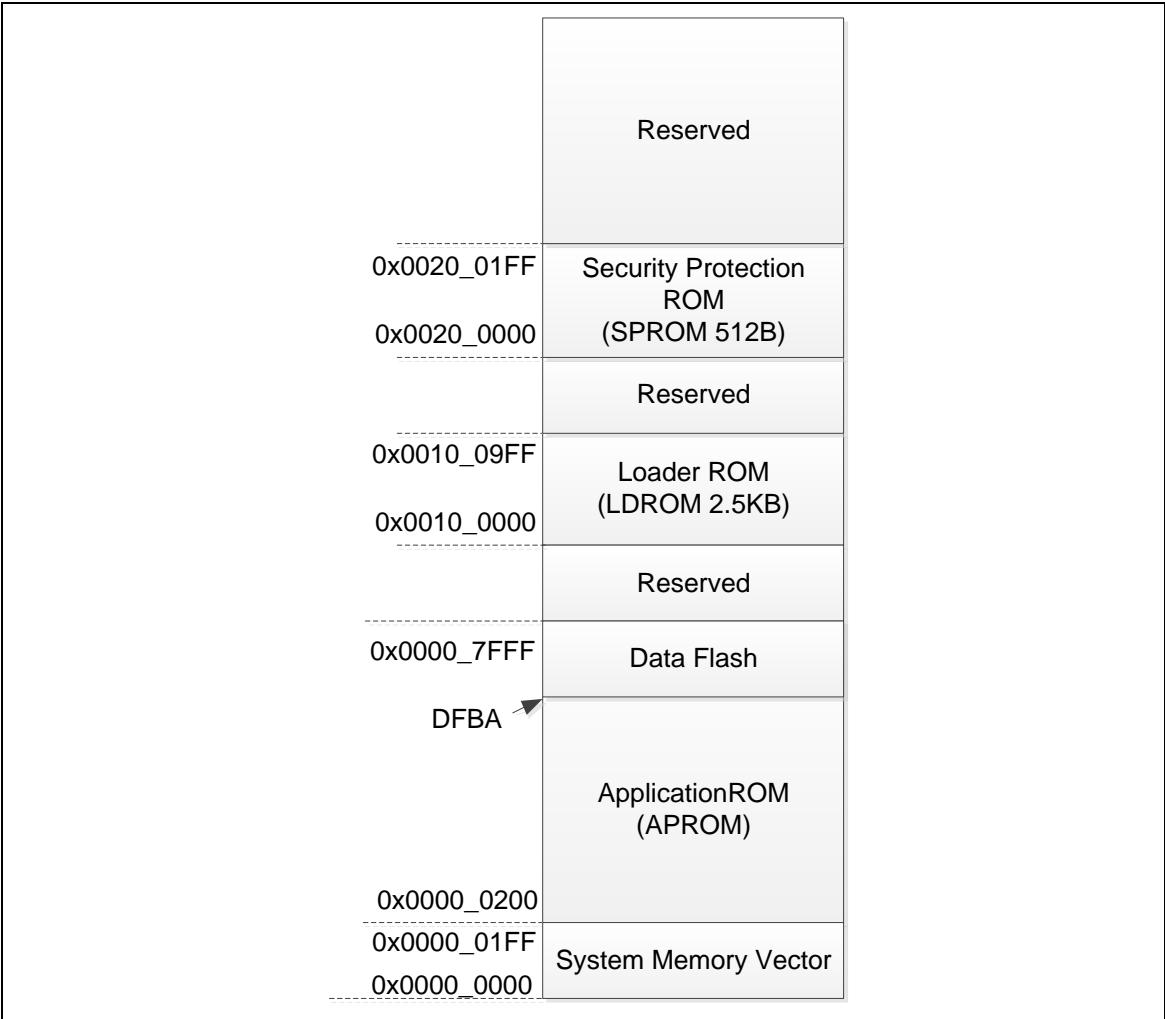 Reserved
0x0020_01FF
Security Protection
ROM
(SPROM 512B)
0x0020_0000
Reserved
0x0010_09FF
Loader ROM
(LDROM 2.5KB)
0x0010_0000
Reserved
0x0000_7FFF
Data Flash
DFBA
ApplicationROM
(APROM)
0x0000_0200
0x0000_01FF
System Memory Vector
0x0000_0000